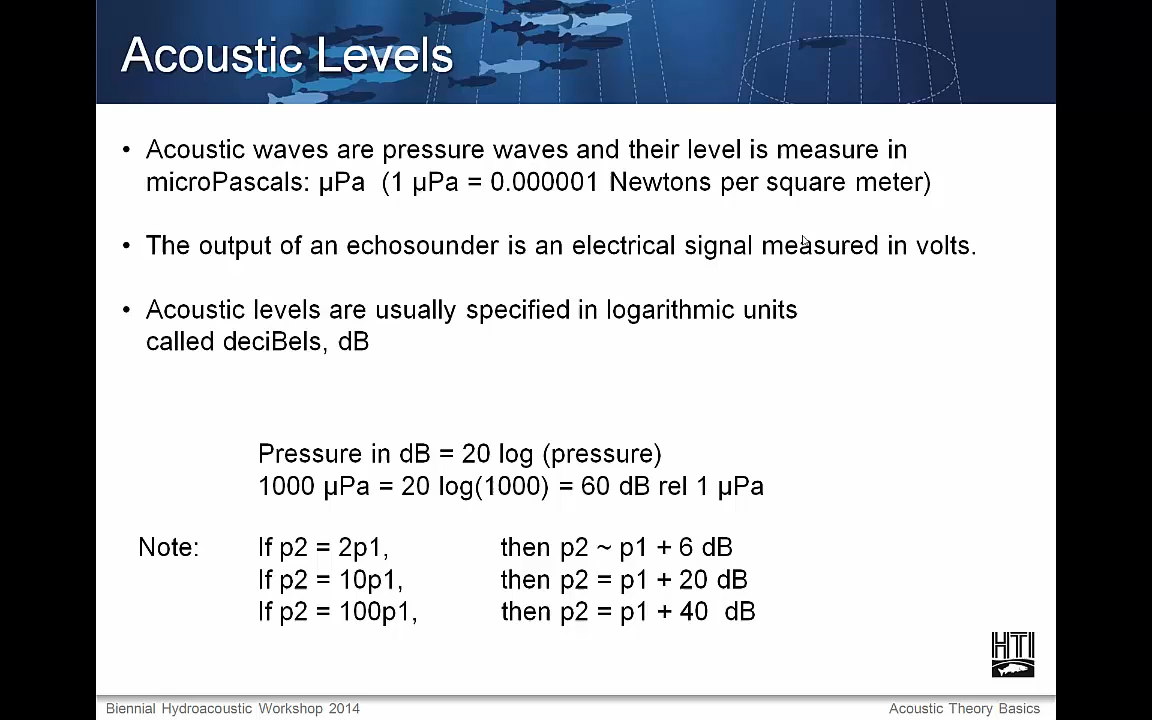 Acoustic Levels
• Acoustic waves are pressure waves and their level is measure in
microPascals: µPa (1 µPa = 0.000001 Newtons per square meter)
• The output of an echosounder is an electrical signal measured in volts.
• Acoustic levels are usually specified in logarithmic units
called deciBels, dB
Pressure in dB = 20 log (pressure)
1000 µPa = 20 log(1000) = 60 dB rel 1 µPa
Note: If p2 = 2p1, then p2 ~ p1 + 6 dB
If p2 = 10p1, then p2 = p1 + 20 dB
If p2 = 100p1, then p2 = p1 + 40 dB
HTI
Biennial Hydroacoustic Workshop 2014 Acoustic Theory Basics